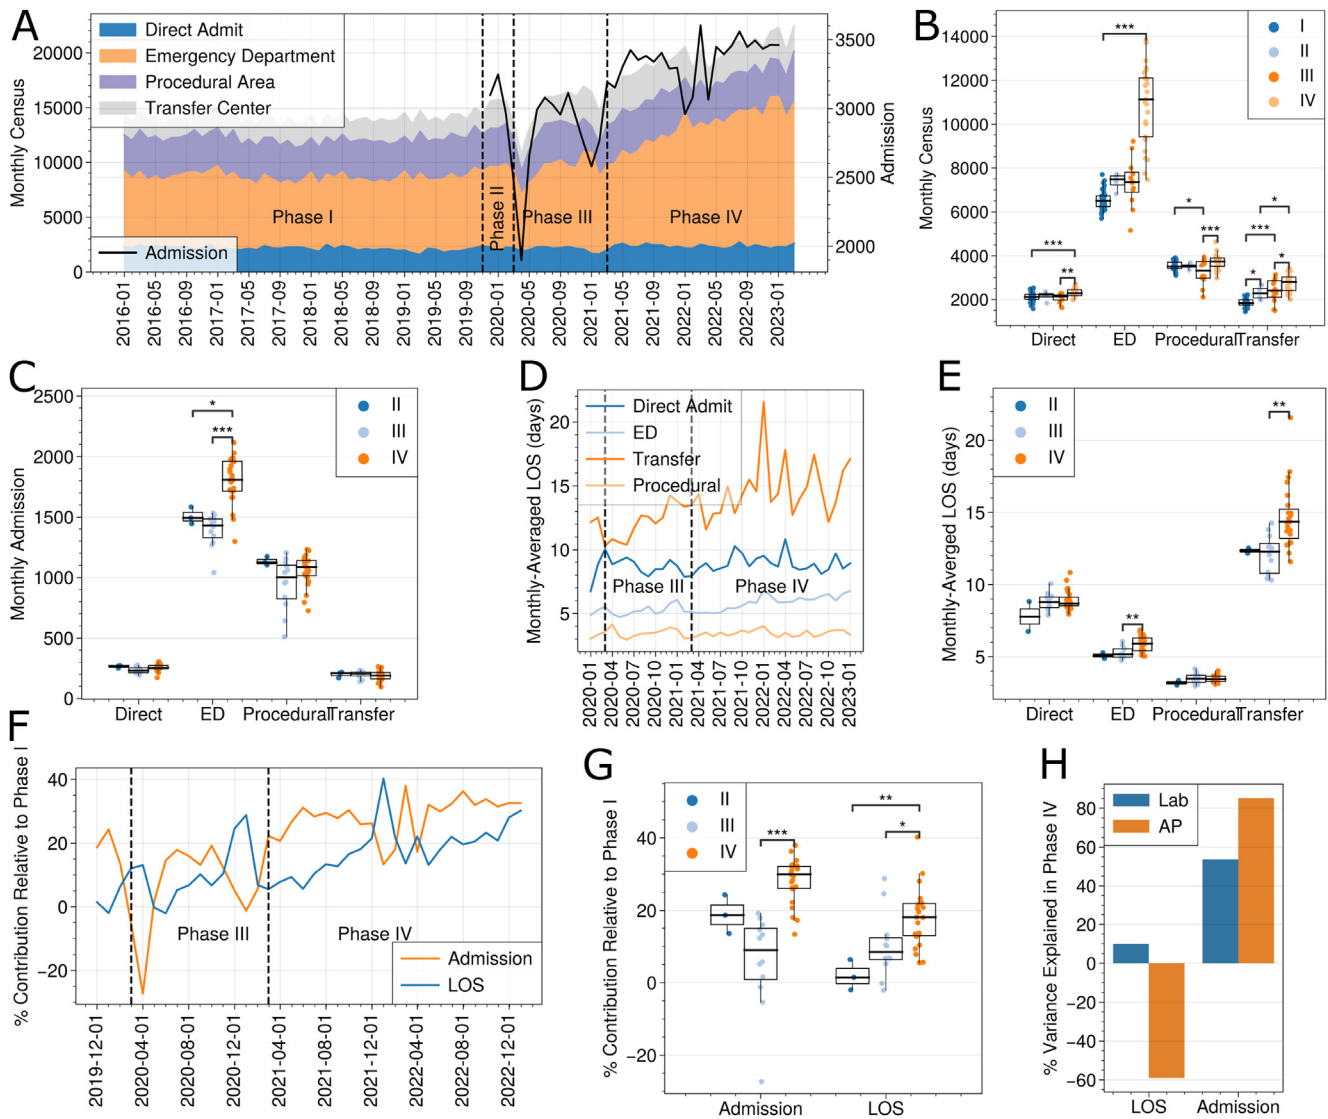 A
Monthly Census
20000
15000
10000
5000
0
Direct Admit
Emergency Department
Procedural Area
Transfer Center
Phase I
Phase II
Phase III
Phase IV
Admission
3500
3000
2500
2000
Admission
2016-01
2016-05
2016-09
2017-01
2017-05
2017-09
2018-01
2018-05
2018-09
2019-01
2019-05
2019-09
2020-01
2020-05
2020-09
2021-01
2021-05
2021-09
2022-01
2022-05
2022-09
2023-01
B
Monthly Census
14000
12000
10000
8000
6000
4000
2000
I
II
III
IV
***
***
**
*
***
*
***
*
*
Direct
ED
Procedural
Transfer
C
Monthly Admission
2500
2000
1500
1000
500
0
II
III
IV
*
***
Direct
ED
Procedural
Transfer
D
Monthly-Averaged LOS (days)
20
15
10
5
Direct Admit
ED
Transfer
Procedural
Phase III
Phase IV
2020-01
2020-04
2020-07
2020-10
2021-01
2021-04
2021-07
2021-10
2022-01
2022-04
2022-07
2022-10
2023-01
E
Monthly-Averged LOS (days)
20
15
10
5
II
III
IV
**
**
Direct
ED
Procedural
Transfer
F
% Contribution Relative to Phase I
40
20
0
−20
Phase III
Phase IV
Admission
LOS
2019-12-01
2020-04-01
2020-08-01
2020-12-01
2021-04-01
2021-08-01
2021-12-01
2022-04-01
2022-08-01
2022-12-01
G
% Contribution Relative to Phase I
40
20
0
−20
II
III
IV
***
**
*
Admission
LOS
H
% Variance Explained in Phase IV
80
60
40
20
0
−20
−40
−60
Lab
AP
LOS
Admission